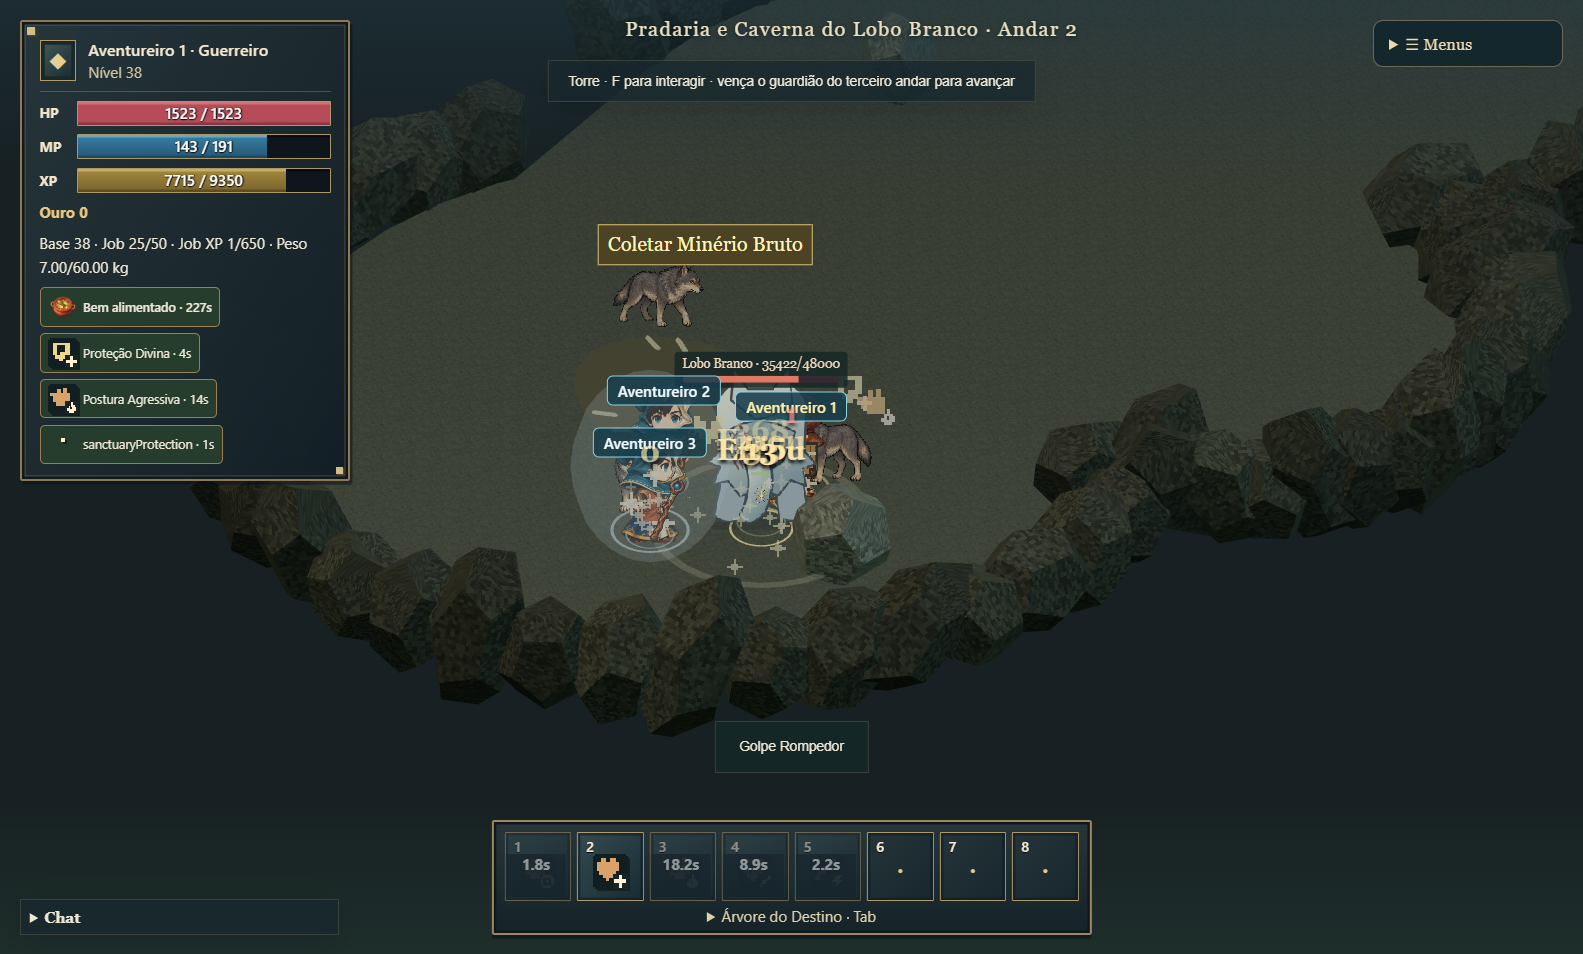 Aventureiro 1 · Guerreiro
Nível 38
HP
1523 / 1523
MP
143 / 191
XP
7715 / 9350
Ouro 0
Base 38 · Job 25/50 · Job XP 1/650 · Peso
7.00/60.00 kg
Bem alimentado · 227s
Proteção Divina · 4s
Postura Agressiva · 14s
sanctuaryProtection · 1s
Pradaria e Caverna do Lobo Branco · Andar 2
Torre · F para interagir · vença o guardião do terceiro andar para avançar
▶ ☰ Menus
Coletar Minério Bruto
Lobo Branco · 35422/48000
Aventureiro 2
Aventureiro 1
Aventureiro 3
Golpe Rompedor
1
1.8s
2
3
18.2s
4
8.9s
5
2.2s
6
7
8
▶ Árvore do Destino · Tab
▶ Chat